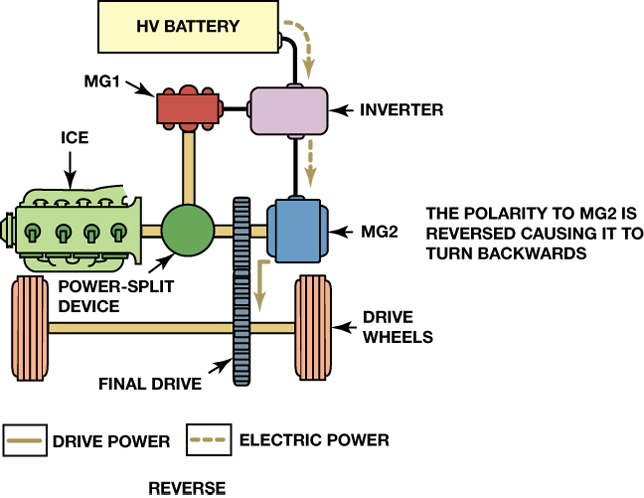 HV BATTERY
MG1
INVERTER
ICE
THE POLARITY TO MG2 IS
REVERSED CAUSING IT TO
TURN BACKWARDS
MG2
POWER-SPLIT
DEVICE
DRIVE
WHEELS
FINAL DRIVE
DRIVE POWER
ELECTRIC POWER
REVERSE